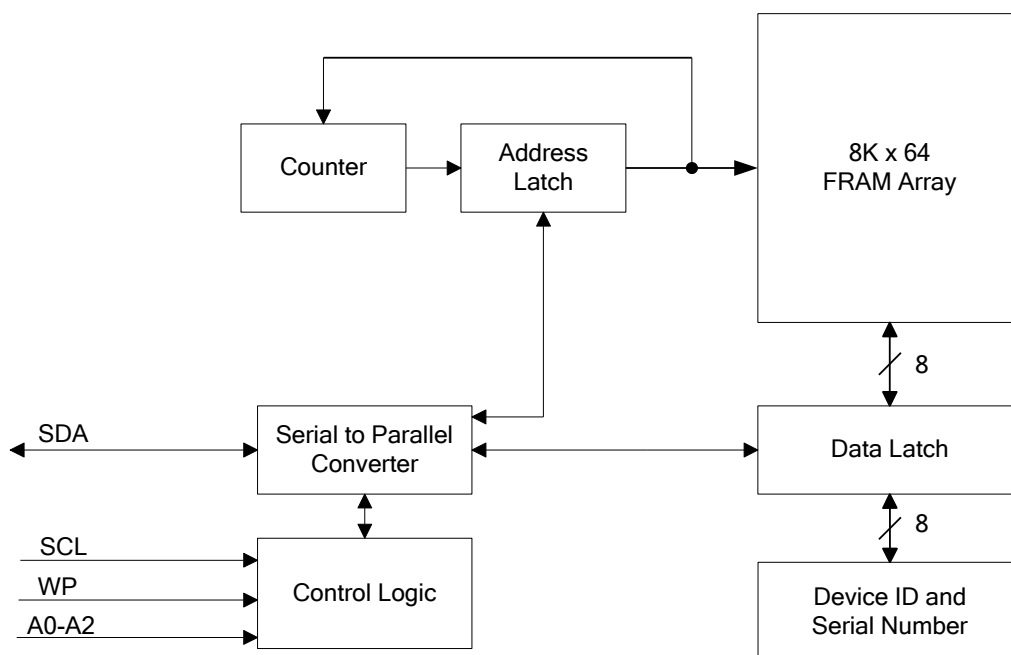 8K x 64
FRAM Array
Counter
Address
Latch
8
SDA
Serial to Parallel
Converter
Data Latch
8
SCL
WP
A0-A2
Control Logic
Device ID and
Serial Number